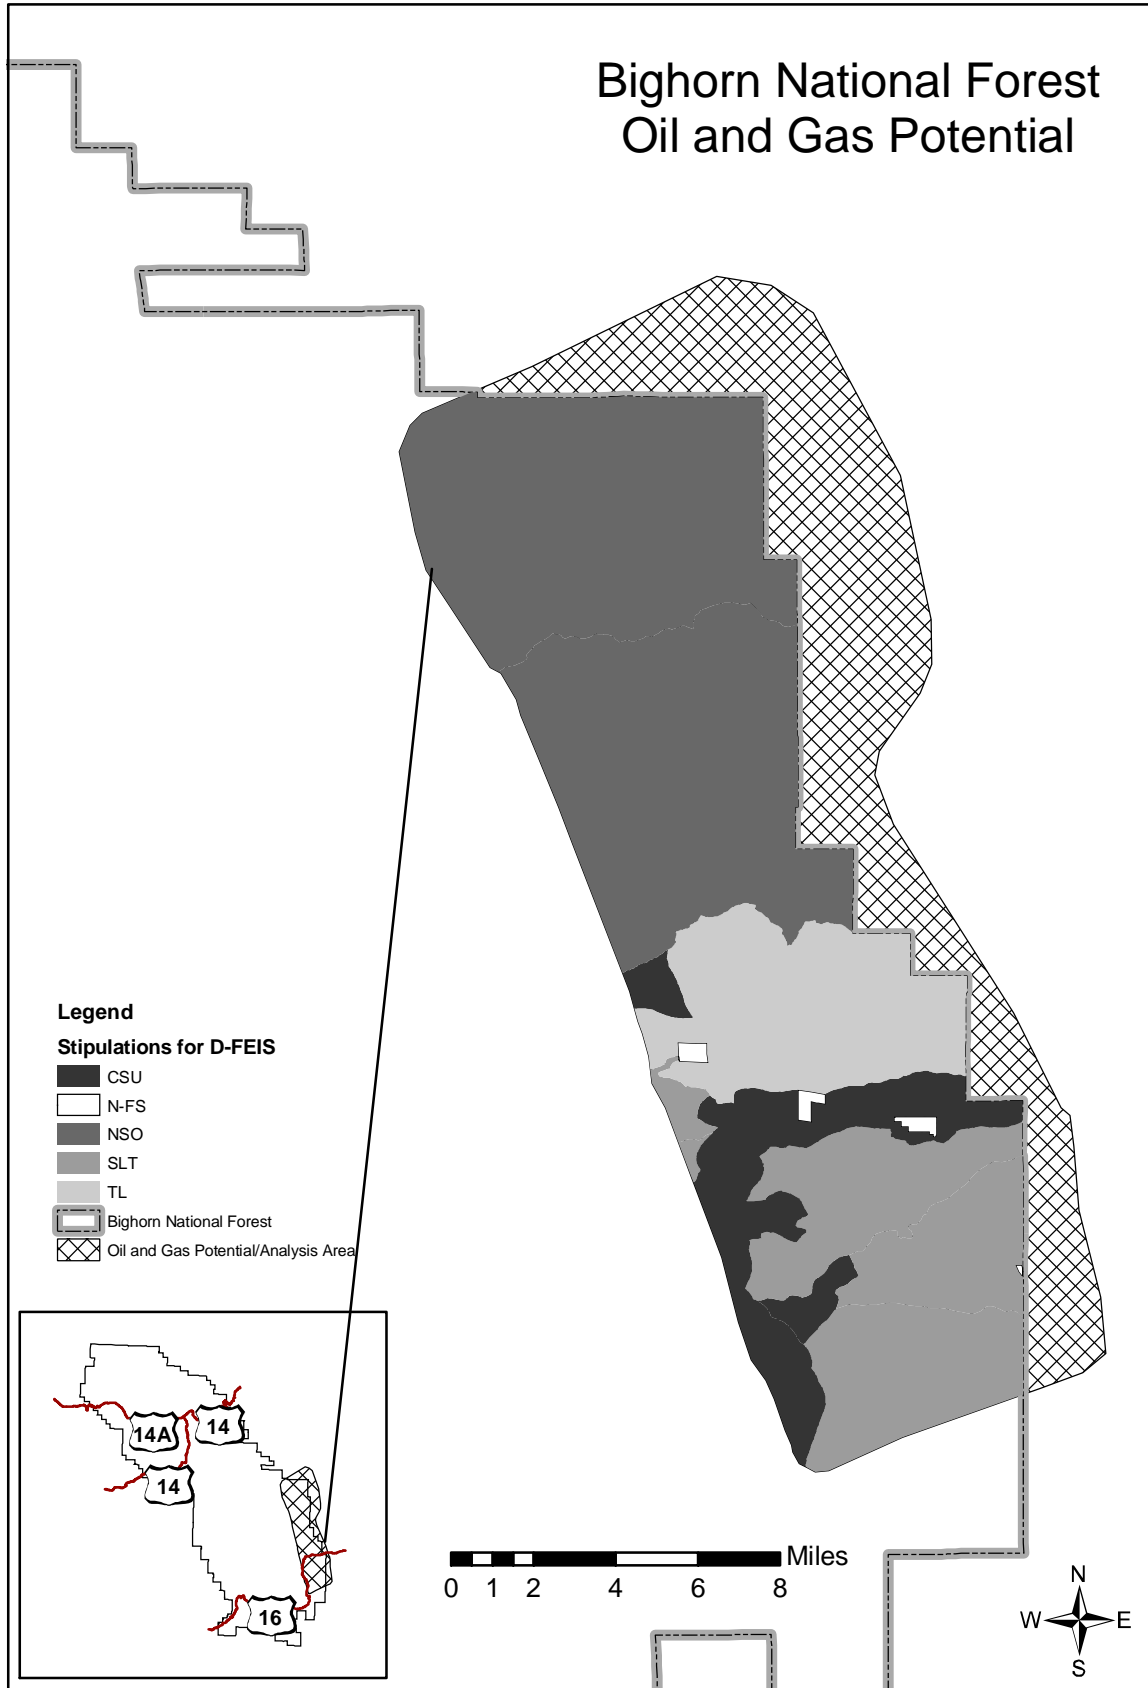 Bighorn National Forest
Oil and Gas Potential
Legend
Stipulations for D-FEIS
CSU
N-FS
NSO
SLT
TL
Bighorn National Forest
Oil and Gas Potential/Analysis Area
14A
14
14
16
Miles
0 1 2 4 6 8
N
W E
S